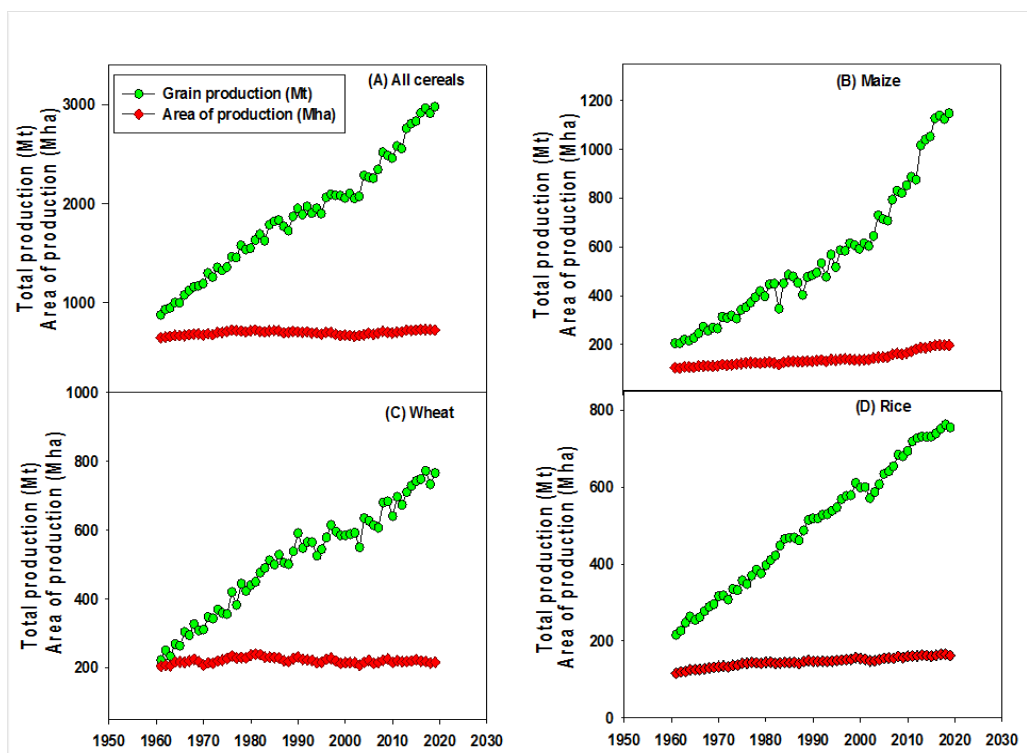 (A) All cereals
Grain production (Mt)
Area of production (Mha)
Total production (Mt)
Area of production (Mha)
3000
2000
1000
(B) Maize
Total production (Mt)
Area of production (Mha)
1200
1000
800
600
400
200
(C) Wheat
Total production (Mt)
Area of production (Mha)
1000
800
600
400
200
1950 1960 1970 1980 1990 2000 2010 2020 2030
(D) Rice
Total production (Mt)
Area of production (Mha)
800
600
400
200
0
1950 1960 1970 1980 1990 2000 2010 2020 2030